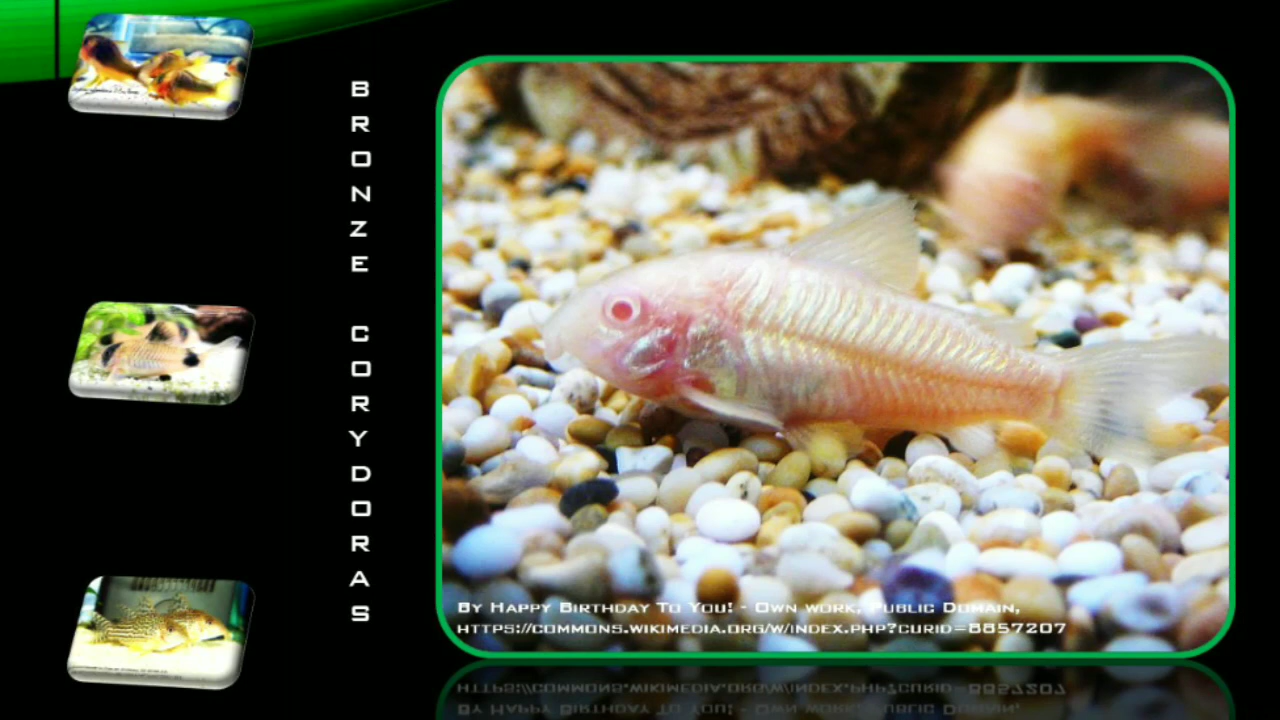 BRONZE CORYDORAS
By Happy Birthday To You! - Own work, Public Domain,
https://commons.wikimedia.org/w/index.php?curid=8857207